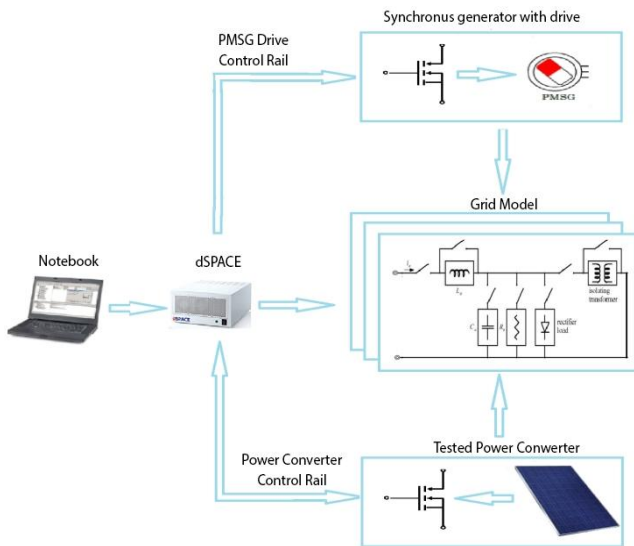 Synchronus generator with drive
PMSG Drive
Control Rail
PMSG
Grid Model
Notebook
dSPACE
isolating
transformer
rectifier
load
Power Converter
Control Rail
Tested Power Conwerter